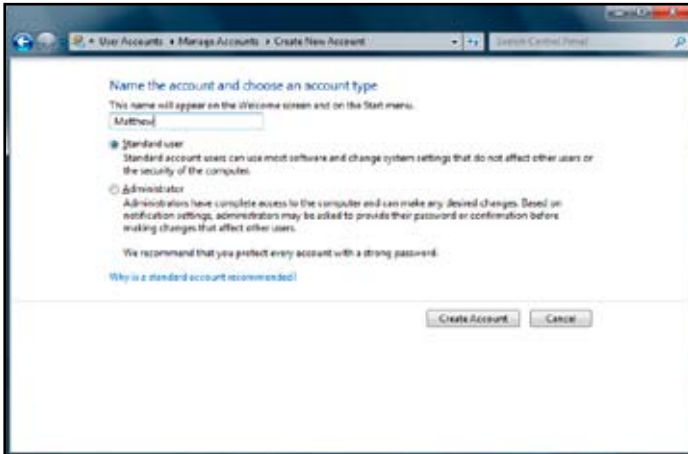 User Accounts Manage Accounts Create New Account
Search Control Panel
Name the account and choose an account type
This name will appear on the Welcome screen and on the Start menu.
Matthew
Standard user
Standard account users can use most software and change system settings that do not affect other users or
the security of the computer.
Administrator
Administrators have complete access to the computer and can make any desired changes. Based on
notification settings, administrators may be asked to provide their password or confirmation before
making changes that affect other users.
We recommend that you protect every account with a strong password.
Why is a standard account recommended?
Create Account
Cancel